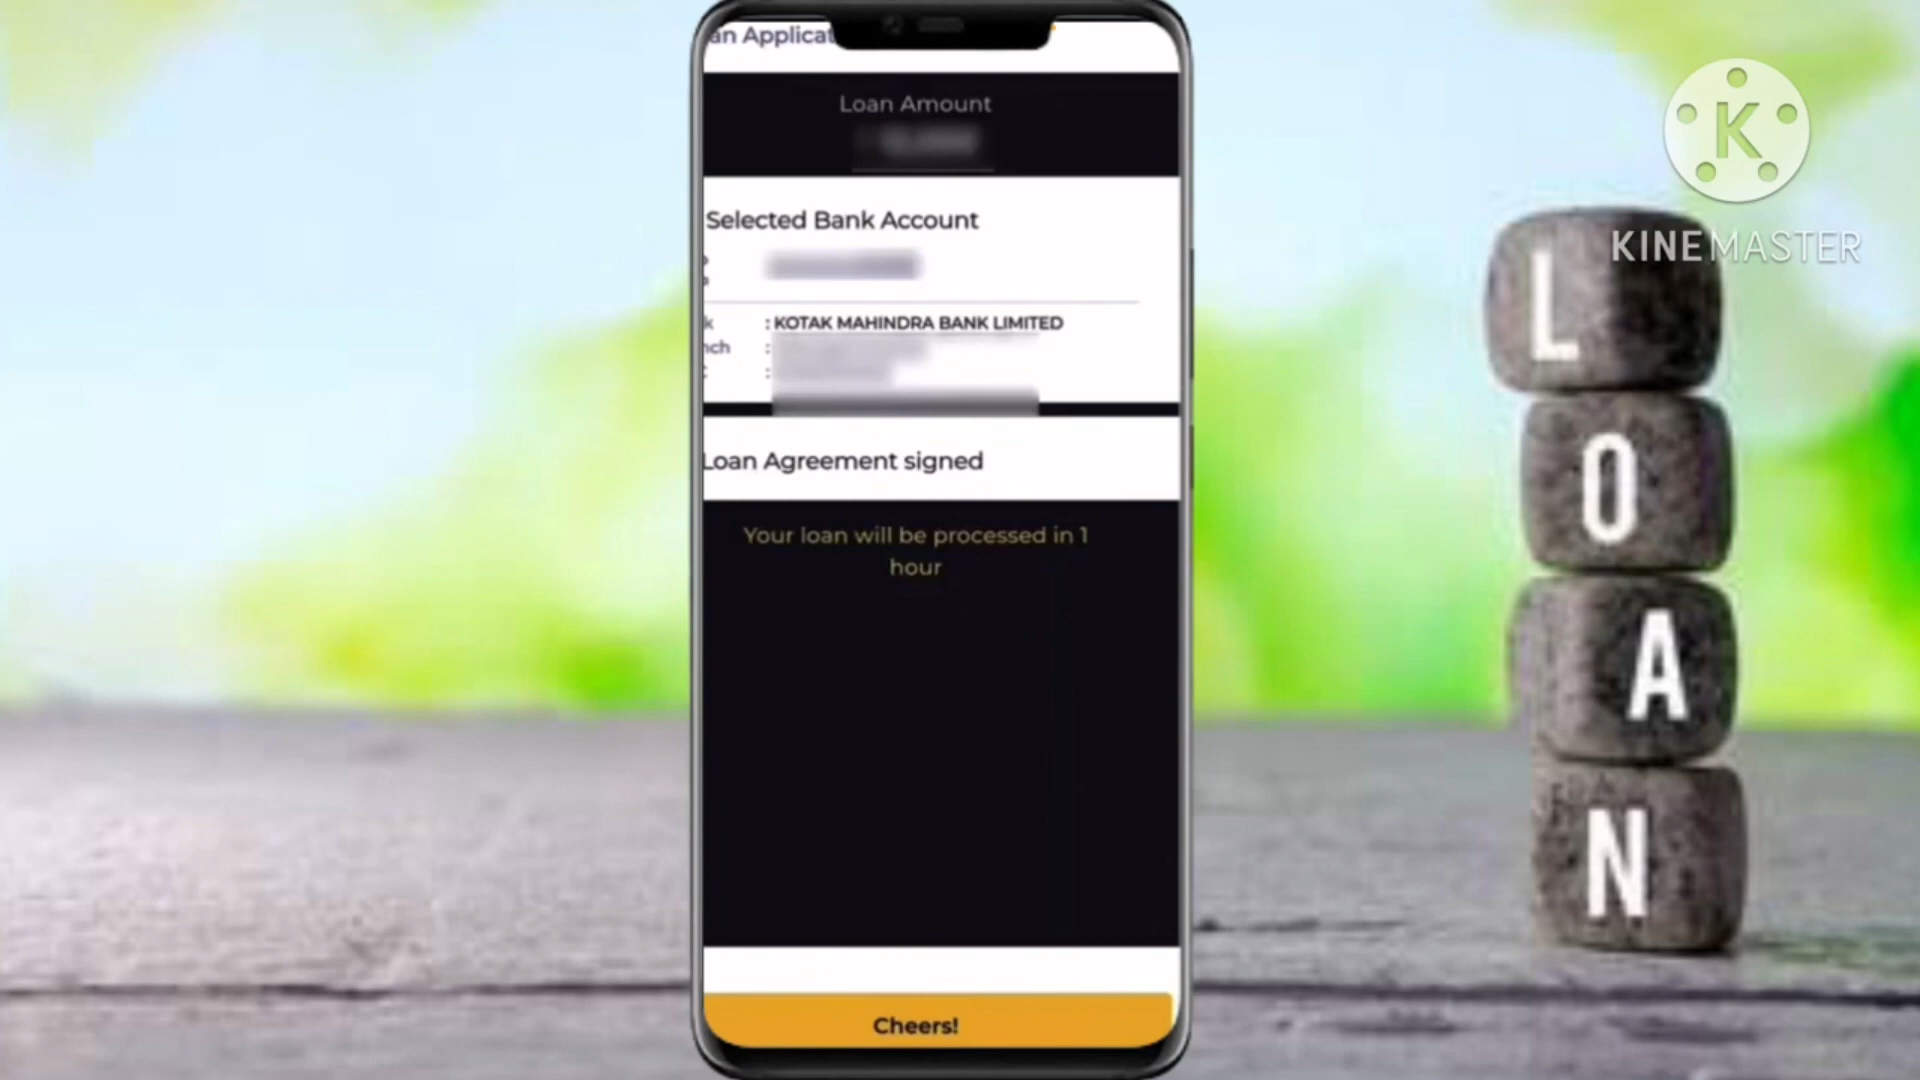 an Applicat
Loan Amount
Selected Bank Account
k : KOTAK MAHINDRA BANK LIMITED
nch :
:
Loan Agreement signed
Your loan will be processed in 1
hour
Cheers!
K
KINEMASTER
L
O
A
N